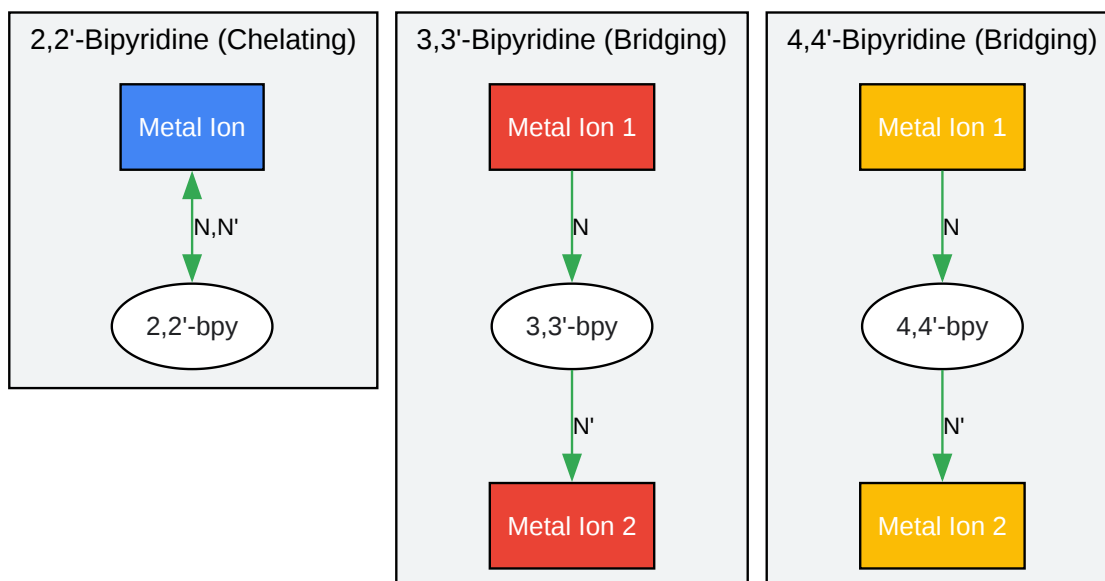 2,2'-Bipyridine (Chelating)
Metal Ion
N,N'
2,2'-bpy
3,3'-Bipyridine (Bridging)
Metal Ion 1
N
3,3'-bpy
N'
Metal Ion 2
4,4'-Bipyridine (Bridging)
Metal Ion 1
N
4,4'-bpy
N'
Metal Ion 2